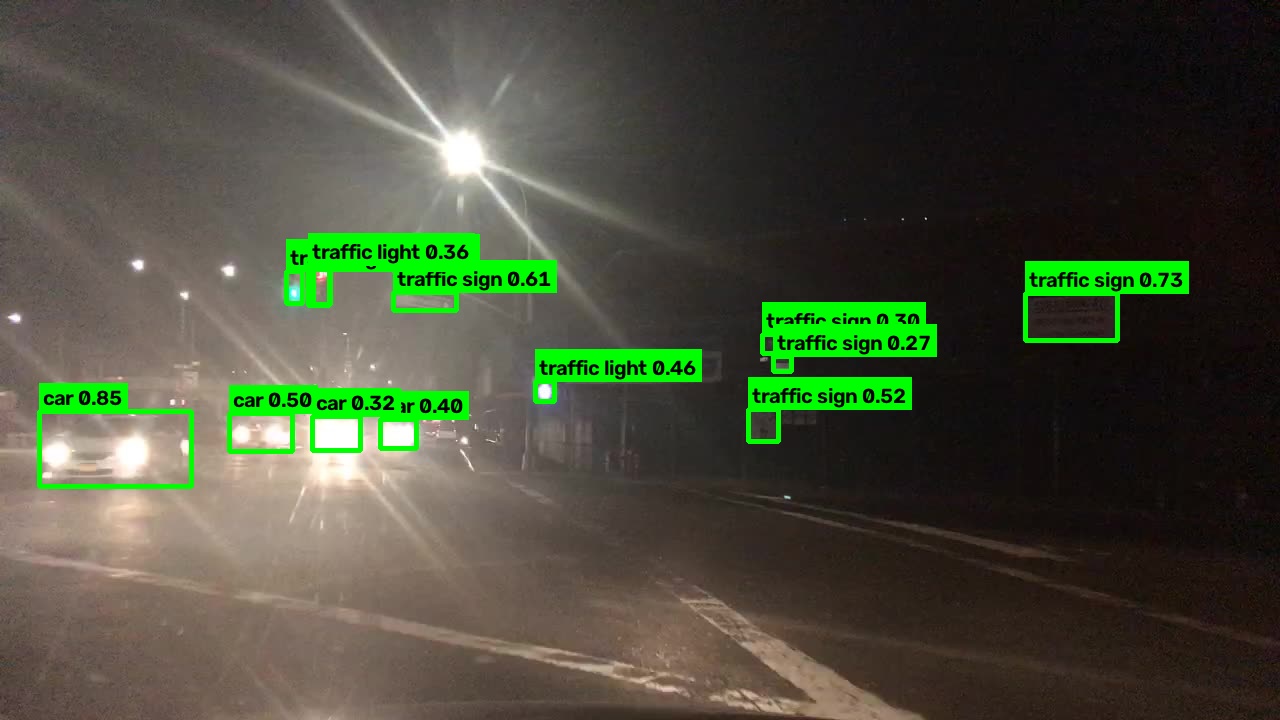 tr
traffic light 0.36
traffic sign 0.61
traffic sign 0.73
traffic sign 0.30
traffic sign 0.27
traffic light 0.46
traffic sign 0.52
car 0.85
car 0.50
car 0.32
ar 0.40